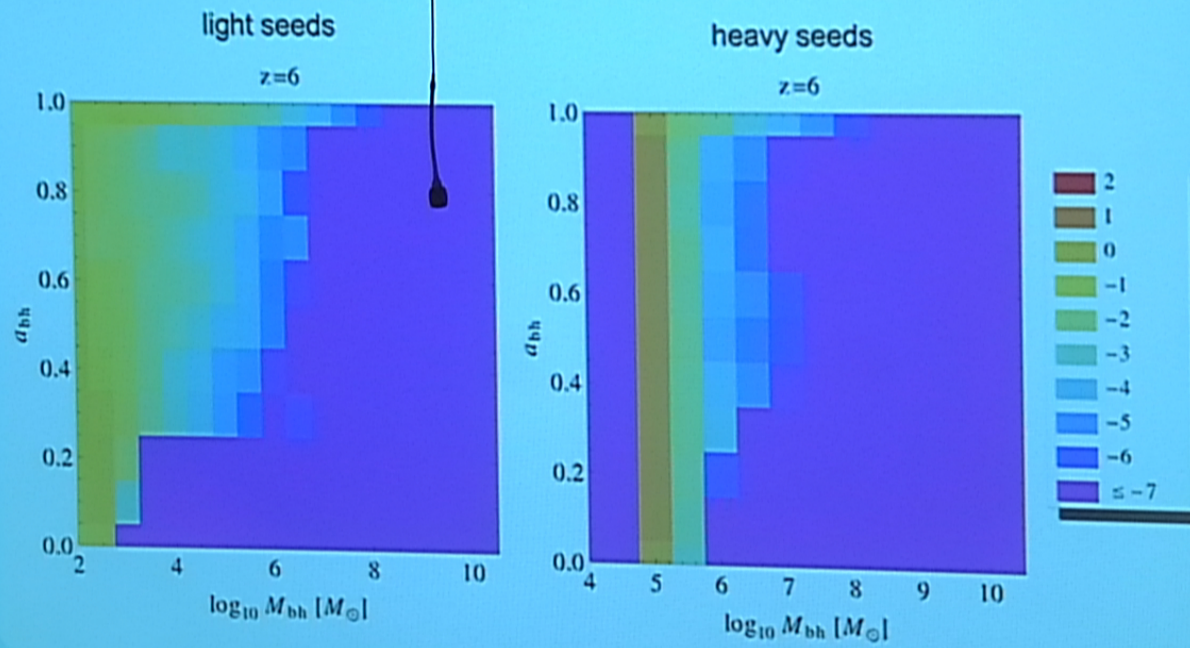 light seeds
z=6
1.0
0.8
0.6
0.4
0.2
0.0
a_bh
2 4 6 8 10
log₁₀ M_bh [M_⊙]
heavy seeds
z=6
1.0
0.8
0.6
0.4
0.2
0.0
a_bh
4 5 6 7 8 9 10
log₁₀ M_bh [M_⊙]
2
1
0
−1
−2
−3
−4
−5
−6
≤ −7